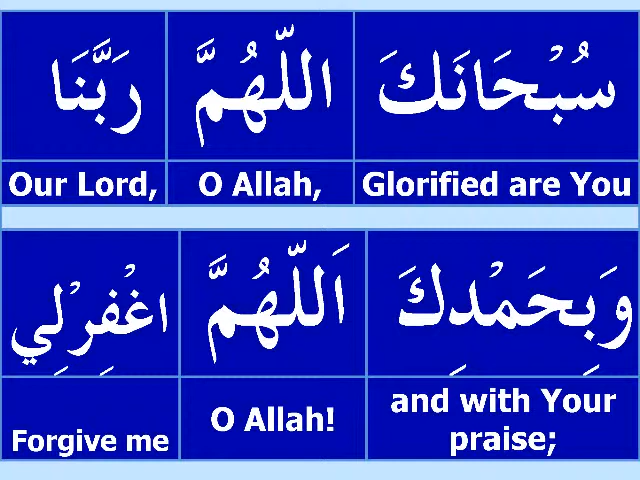 سُبْحَانَكَ اللّهُمَّ رَبَّنَا
Glorified are You O Allah, Our Lord,
وَبِحَمْدِكَ اَللّهُمَّ اغْفِرْلِي
and with Your praise; O Allah! Forgive me